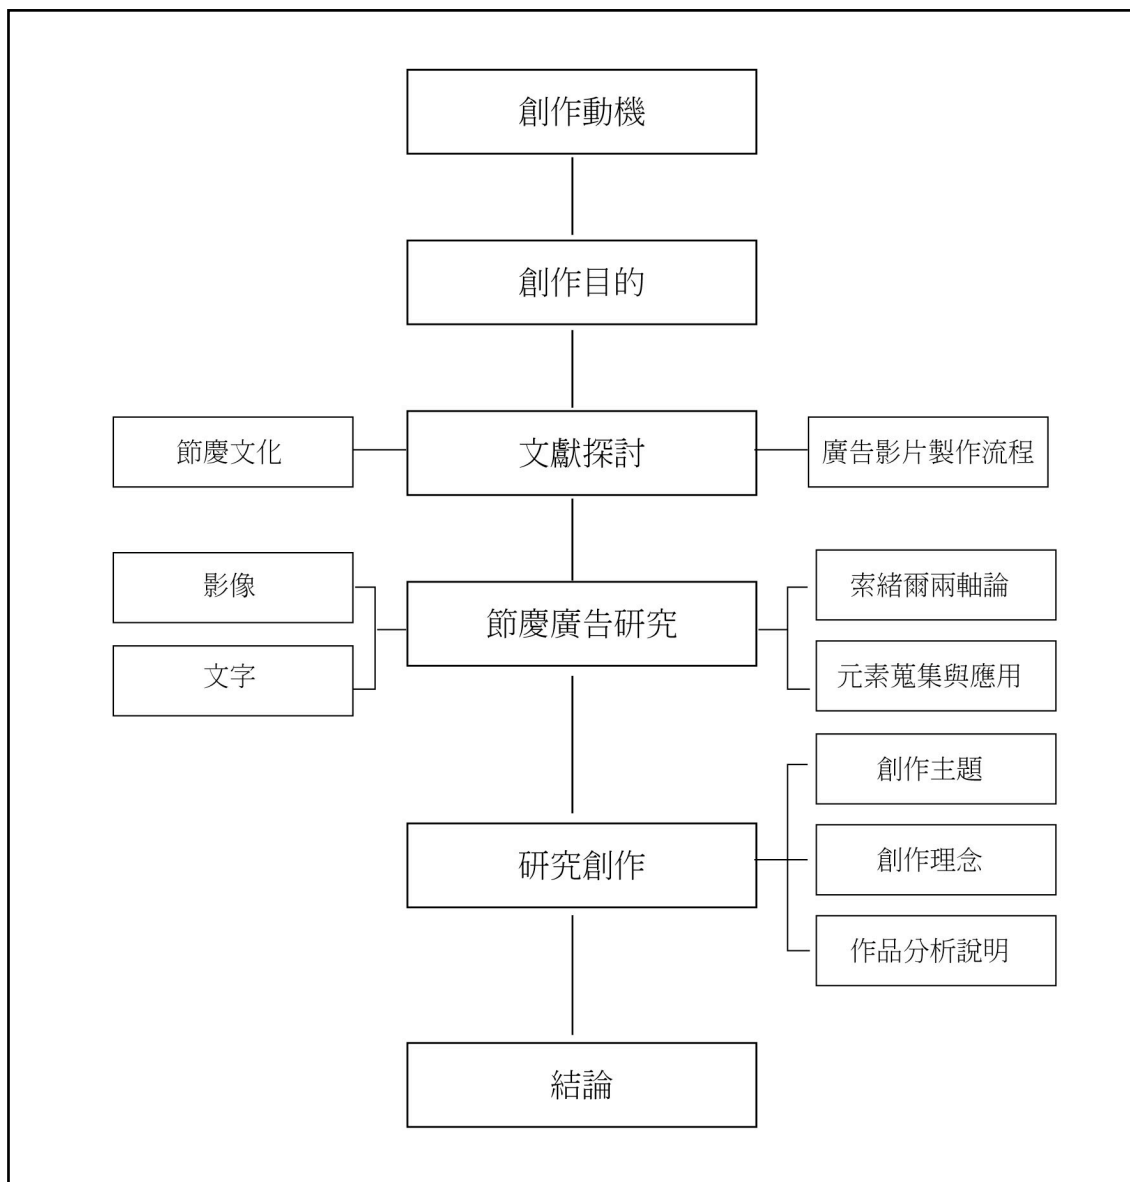 創作動機
創作目的
節慶文化
文獻探討
廣告影片製作流程
影像
文字
節慶廣告研究
索緒爾兩軸論
元素蒐集與應用
研究創作
創作主題
創作理念
作品分析說明
結論